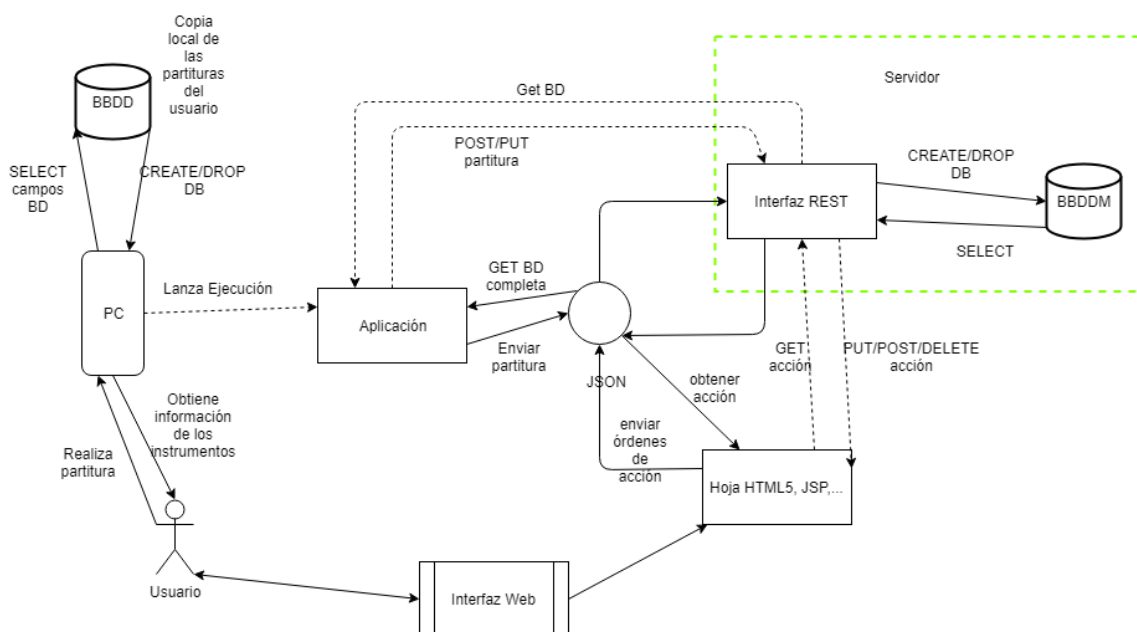 Copia
local de
las
partituras
del
usuario
BBDD
SELECT
campos
BD
CREATE/DROP
DB
PC
Lanza Ejecución
Realiza
partitura
Obtiene
información
de los
instrumentos
Usuario
Get BD
POST/PUT
partitura
Aplicación
GET BD
completa
Enviar
partitura
JSON
obtener
acción
enviar
órdenes
de
acción
Servidor
Interfaz REST
CREATE/DROP
DB
BBDDM
SELECT
GET
acción
PUT/POST/DELETE
acción
Hoja HTML5, JSP,...
Interfaz Web